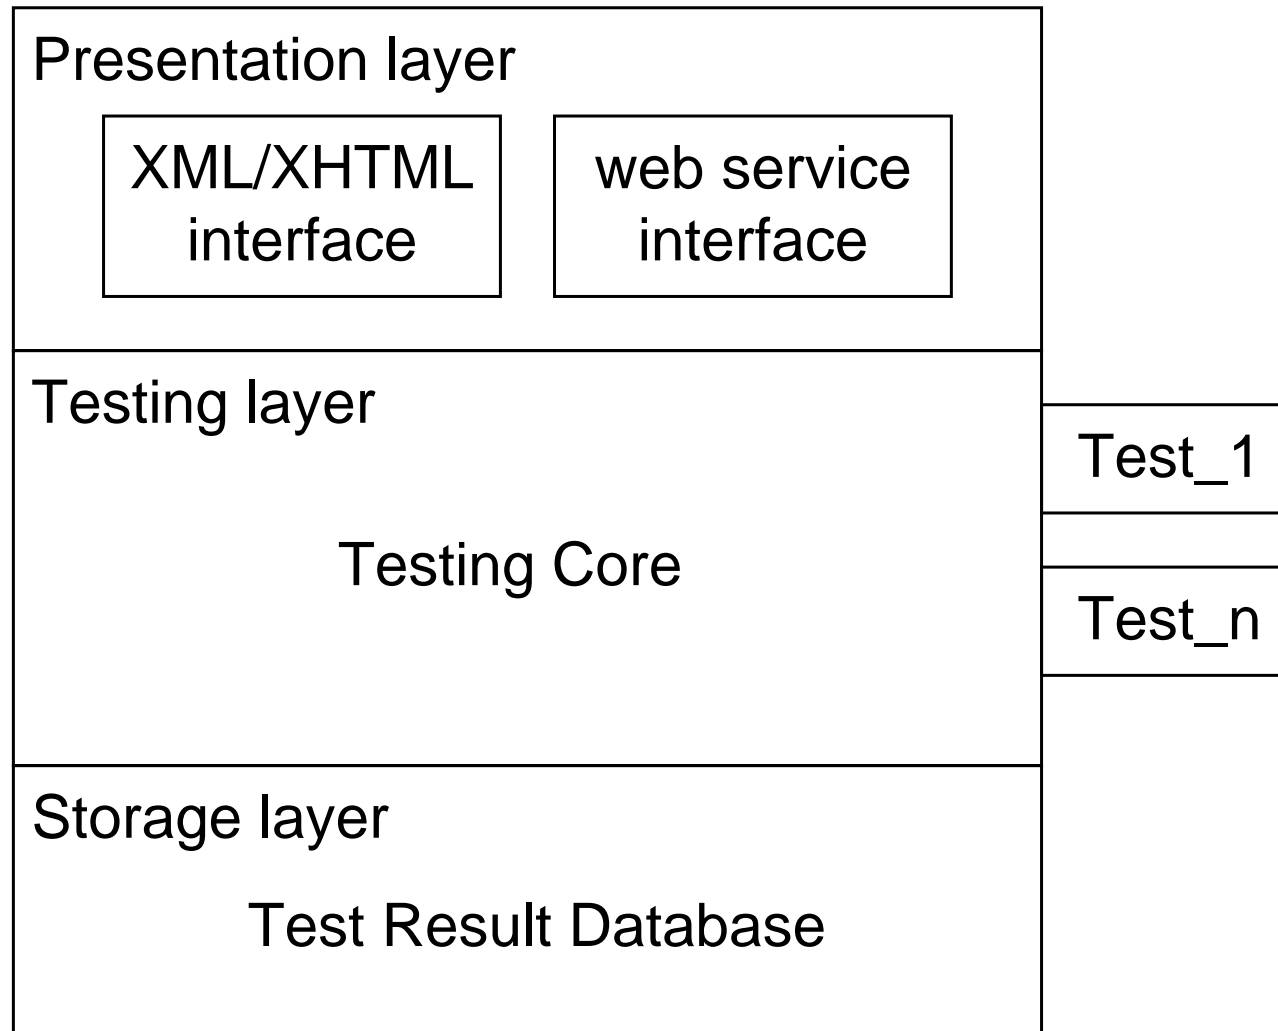 Presentation layer
XML/XHTML
interface
web service
interface
Testing layer
Test_1
Testing Core
Test_n
Storage layer
Test Result Database